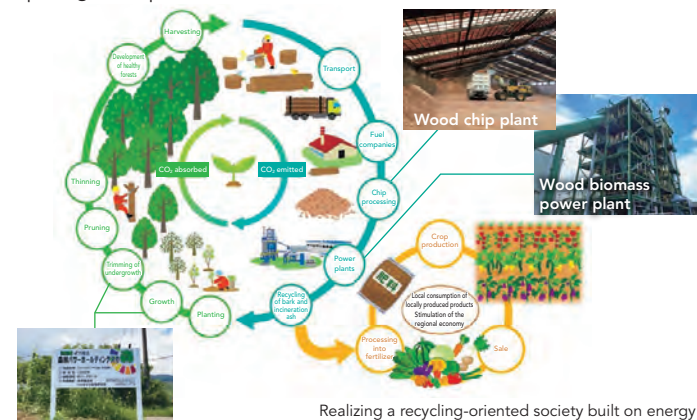 Harvesting
Development
of healthy
forests
Transport
Wood chip plant
Fuel
companies
CO₂ absorbed
CO₂ emitted
Wood biomass
power plant
Thinning
Chip
processing
Pruning
Crop
production
Trimming of
undergrowth
Power
plants
肥料
Growth
Planting
Recycling
of bark and
incineration
ash
Local consumption of
locally produced products
Stimulation of the
regional economy
Processing
into
fertilizer
Sale
Realizing a recycling-oriented society built on energy